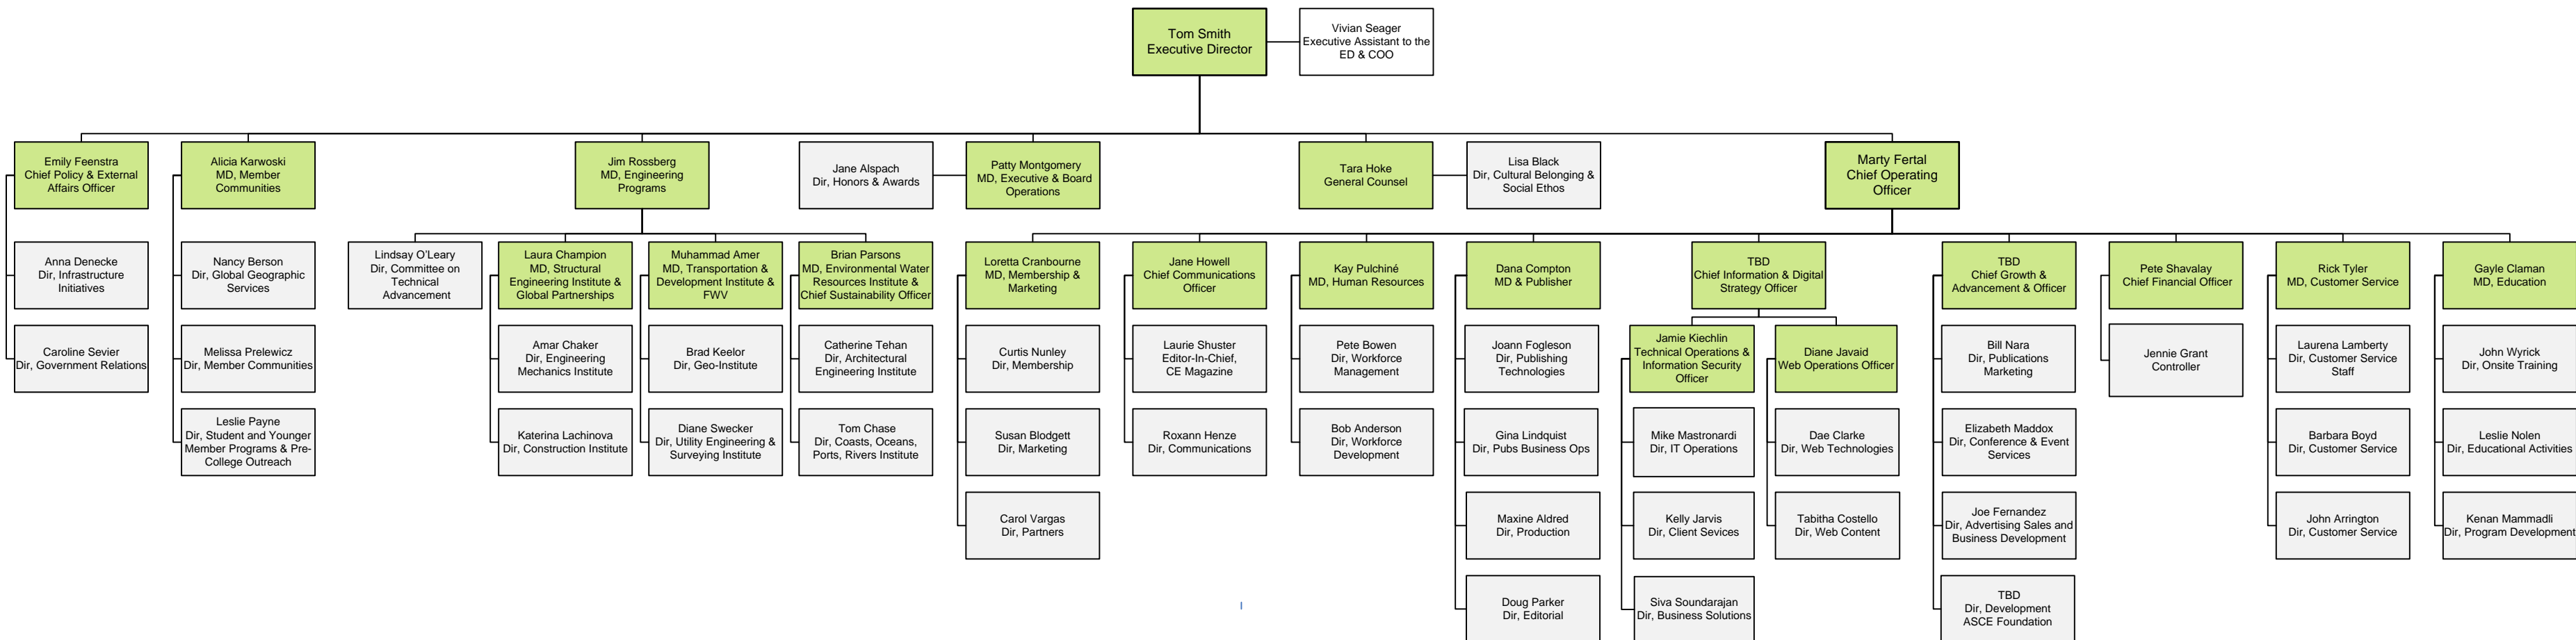 Tom Smith
Executive Director
Vivian Seager
Executive Assistant to the
ED & COO
Emily Feenstra
Chief Policy & External
Affairs Officer
Alicia Karwoski
MD, Member
Communities
Jim Rossberg
MD, Engineering
Programs
Jane Alspach
Dir, Honors & Awards
Patty Montgomery
MD, Executive & Board
Operations
Tara Hoke
General Counsel
Lisa Black
Dir, Cultural Belonging &
Social Ethos
Marty Fertal
Chief Operating
Officer
Anna Denecke
Dir, Infrastructure
Initiatives
Nancy Berson
Dir, Global Geographic
Services
Lindsay O’Leary
Dir, Committee on
Technical
Advancement
Laura Champion
MD, Structural
Engineering Institute &
Global Partnerships
Muhammad Amer
MD, Transportation &
Development Institute &
FWV
Brian Parsons
MD, Environmental Water
Resources Institute &
Chief Sustainability Officer
Loretta Cranbourne
MD, Membership &
Marketing
Jane Howell
Chief Communications
Officer
Kay Pulchiné
MD, Human Resources
Dana Compton
MD & Publisher
TBD
Chief Information & Digital
Strategy Officer
TBD
Chief Growth &
Advancement & Officer
Pete Shavalay
Chief Financial Officer
Rick Tyler
MD, Customer Service
Gayle Claman
MD, Education
Caroline Sevier
Dir, Government Relations
Melissa Prelewicz
Dir, Member Communities
Amar Chaker
Dir, Engineering
Mechanics Institute
Brad Keelor
Dir, Geo-Institute
Catherine Tehan
Dir, Architectural
Engineering Institute
Curtis Nunley
Dir, Membership
Laurie Shuster
Editor-In-Chief,
CE Magazine
Pete Bowen
Dir, Workforce
Management
Joann Fogleson
Dir, Publishing
Technologies
Jamie Kiechlin
Technical Operations &
Information Security
Officer
Diane Javaid
Web Operations Officer
Bill Nara
Dir, Publications
Marketing
Jennie Grant
Controller
Laurena Lamberty
Dir, Customer Service
Staff
John Wyrick
Dir, Onsite Training
Leslie Payne
Dir, Student and Younger
Member Programs & Pre-
College Outreach
Katerina Lachinova
Dir, Construction Institute
Diane Swecker
Dir, Utility Engineering &
Surveying Institute
Tom Chase
Dir, Coasts, Oceans,
Ports, Rivers Institute
Susan Blodgett
Dir, Marketing
Roxann Henze
Dir, Communications
Bob Anderson
Dir, Workforce
Development
Gina Lindquist
Dir, Pubs Business Ops
Mike Mastronardi
Dir, IT Operations
Dae Clarke
Dir, Web Technologies
Elizabeth Maddox
Dir, Conference & Event
Services
Barbara Boyd
Dir, Customer Service
Leslie Nolen
Dir, Educational Activities
Carol Vargas
Dir, Partners
Maxine Aldred
Dir, Production
Kelly Jarvis
Dir, Client Sevices
Tabitha Costello
Dir, Web Content
Joe Fernandez
Dir, Advertising Sales and
Business Development
John Arrington
Dir, Customer Service
Kenan Mammadli
Dir, Program Development
Doug Parker
Dir, Editorial
Siva Soundarajan
Dir, Business Solutions
TBD
Dir, Development
ASCE Foundation